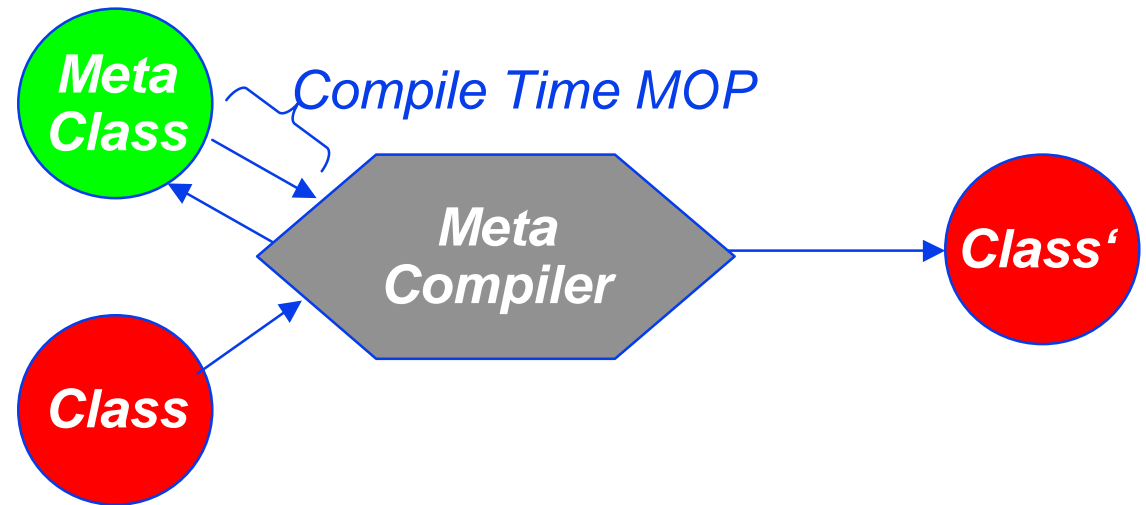 Meta
Class
Compile Time MOP
Meta
Compiler
Class‘
Class